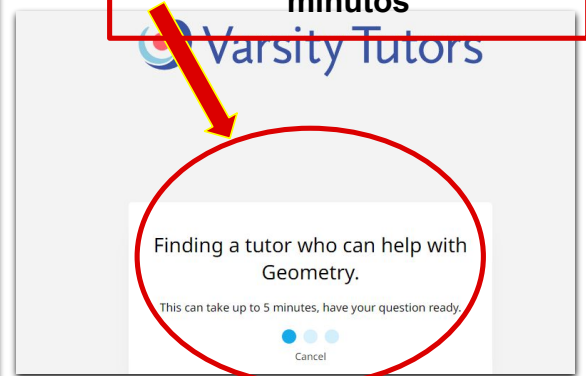 minutos
Varsity Tutors
Finding a tutor who can help with
Geometry.
This can take up to 5 minutes, have your question ready.
Cancel